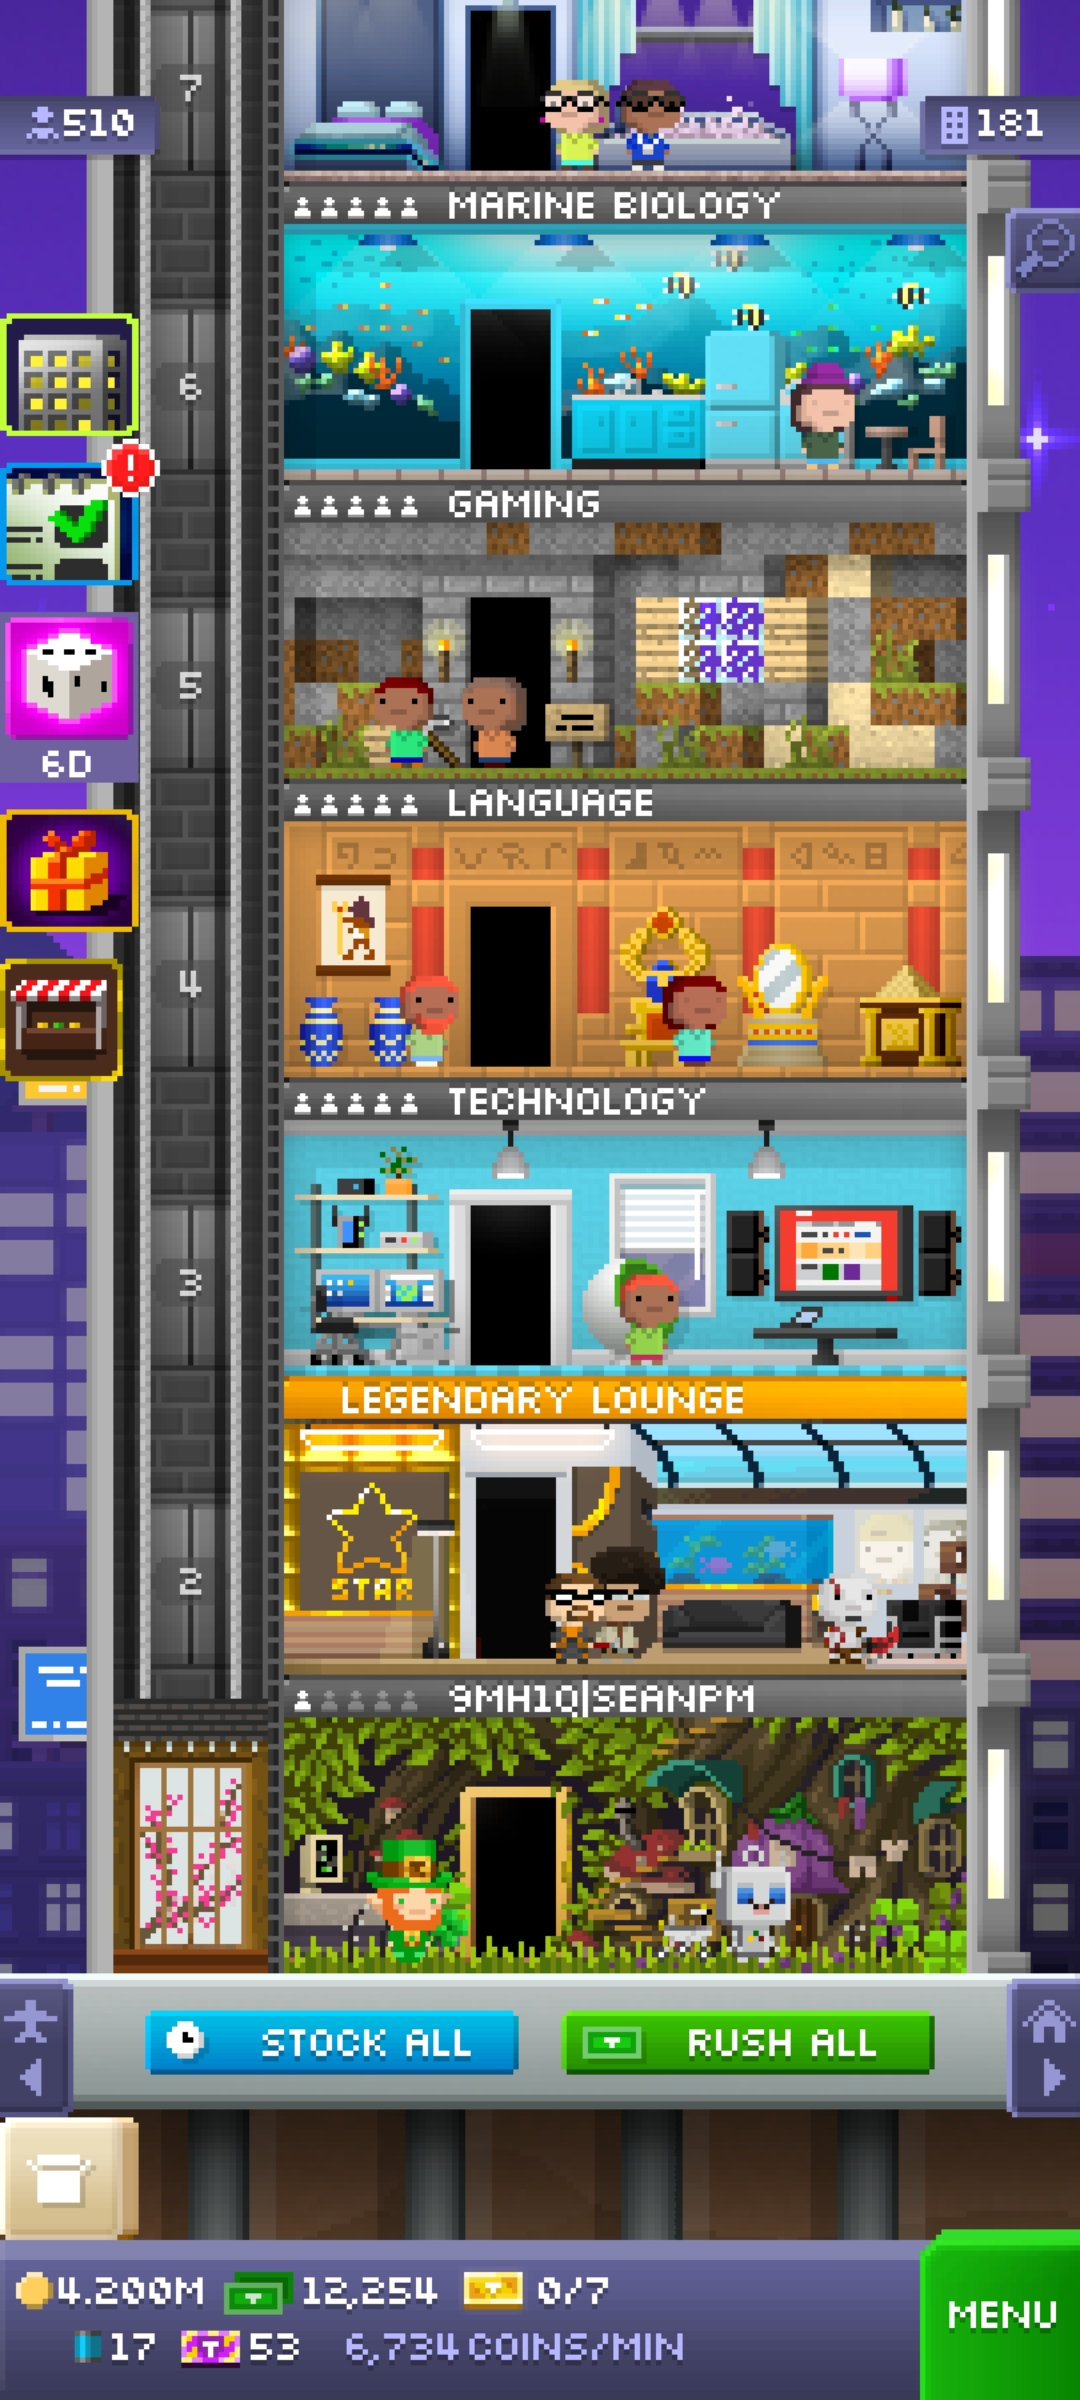 7
510
181
MARINE BIOLOGY
6
GAMING
5
6D
LANGUAGE
4
TECHNOLOGY
3
LEGENDARY LOUNGE
STAR
2
9MH1Q|SEANPM
STOCK ALL
RUSH ALL
4.200M 12,254 0/7
17 53 6,734 COINS/MIN
MENU